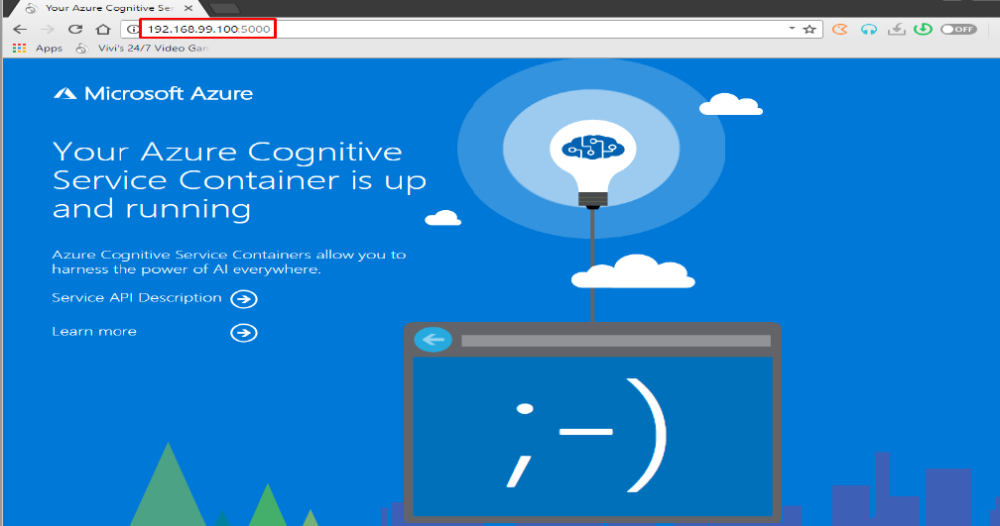 Your Azure Cognitive Ser
192.168.99.100:5000
OFF
Apps
Vivi's 24/7 Video Gam
Microsoft Azure
Your Azure Cognitive
Service Container is up
and running
Azure Cognitive Service Containers allow you to
harness the power of AI everywhere.
Service API Description
Learn more
;-)